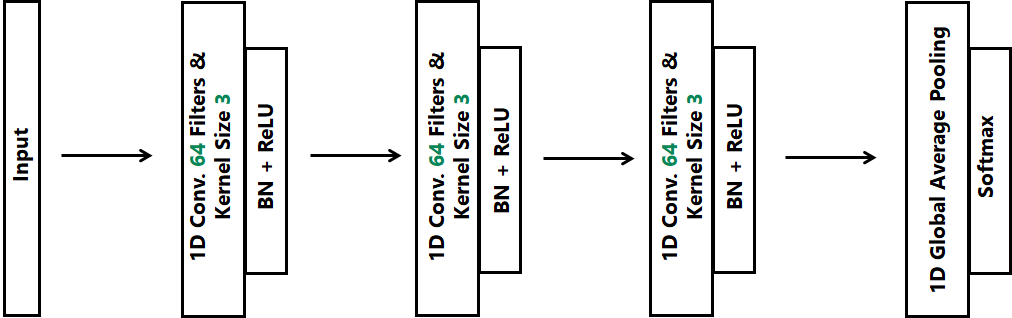 Input
1D Conv. 64 Filters &
Kernel Size 3
BN + ReLU
1D Conv. 64 Filters &
Kernel Size 3
BN + ReLU
1D Conv. 64 Filters &
Kernel Size 3
BN + ReLU
1D Global Average Pooling
Softmax